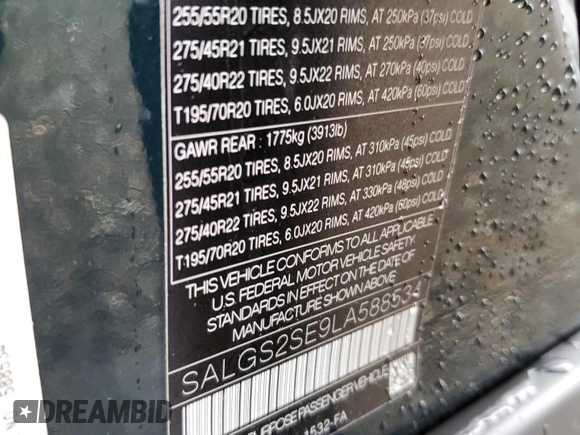 255/55R20 TIRES, 8.5JX20 RIMS, AT 250kPa (37psi) COLD
275/45R21 TIRES, 9.5JX21 RIMS, AT 250kPa (37psi) COLD
275/40R22 TIRES, 9.5JX22 RIMS, AT 270kPa (40psi) COLD
T195/70R20 TIRES, 6.0JX20 RIMS, AT 420kPa (60psi) COLD
GAWR REAR : 1775kg (3913lb)
255/55R20 TIRES, 8.5JX20 RIMS, AT 310kPa (45psi) COLD
275/45R21 TIRES, 9.5JX21 RIMS, AT 310kPa (45psi) COLD
275/40R22 TIRES, 9.5JX22 RIMS, AT 330kPa (48psi) COLD
T195/70R20 TIRES, 6.0JX20 RIMS, AT 420kPa (60psi) COLD
THIS VEHICLE CONFORMS TO ALL APPLICABLE
U.S. FEDERAL MOTOR VEHICLE SAFETY
STANDARDS IN EFFECT ON THE DATE OF
MANUFACTURE SHOWN ABOVE
SALGS2SE9LA588534
PURPOSE PASSENGER VEHICLE
1532-FA
588534
DREAMBID